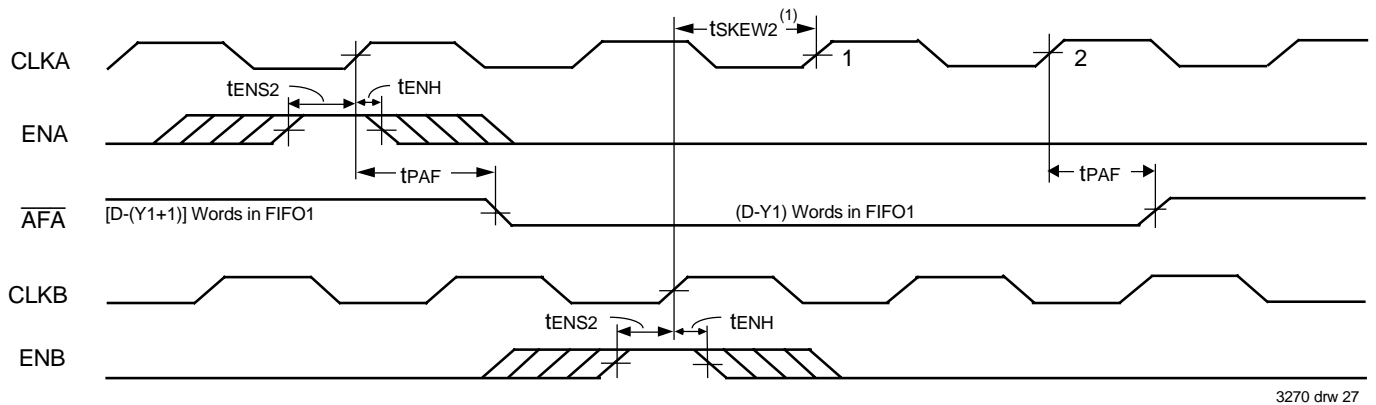 tSKEW2 (1)
CLKA
1
2
tENS2
tENH
ENA
tPAF
tPAF
AFA
[D-(Y1+1)] Words in FIFO1
(D-Y1) Words in FIFO1
CLKB
tENS2
tENH
ENB
3270 drw 27